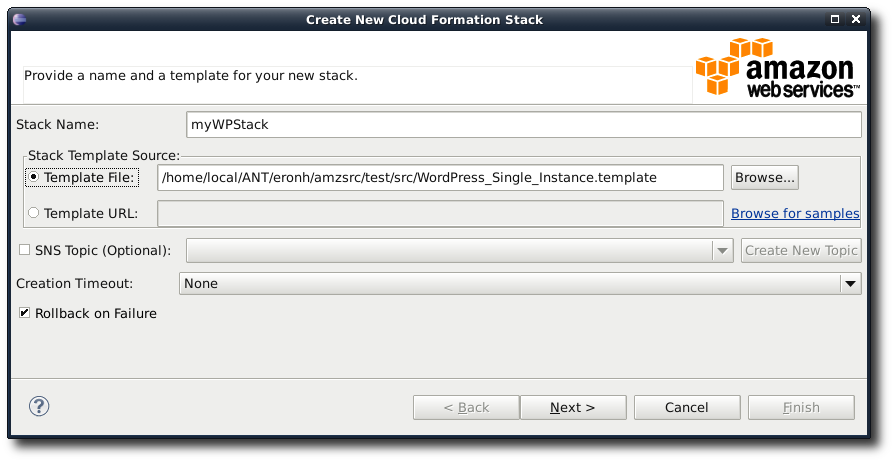 Create New Cloud Formation Stack
Provide a name and a template for your new stack.
amazon
webservices™
Stack Name: myWPStack
Stack Template Source:
Template File: /home/local/ANT/eronh/amzsrc/test/src/WordPress_Single_Instance.template Browse...
Template URL: Browse for samples
SNS Topic (Optional): Create New Topic
Creation Timeout: None
Rollback on Failure
? < Back Next > Cancel Finish